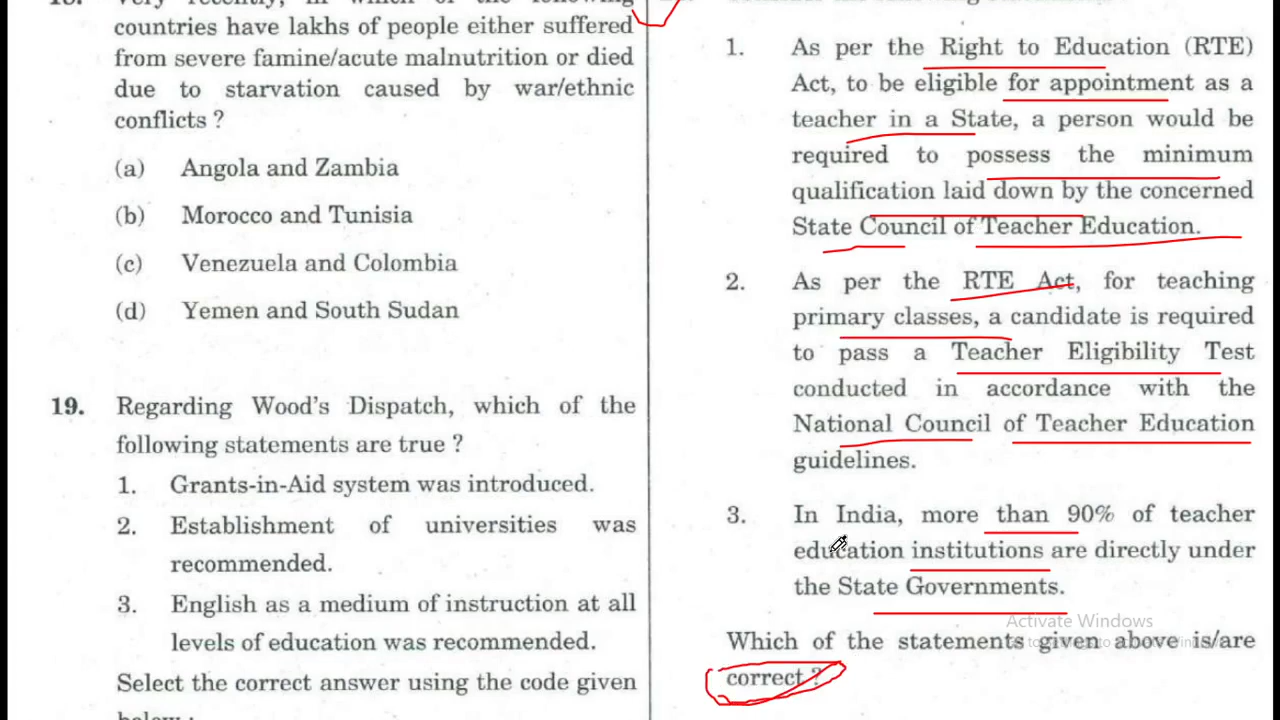 countries have lakhs of people either suffered
from severe famine/acute malnutrition or died
due to starvation caused by war/ethnic
conflicts ?
(a) Angola and Zambia
(b) Morocco and Tunisia
(c) Venezuela and Colombia
(d) Yemen and South Sudan
19. Regarding Wood's Dispatch, which of the
following statements are true ?
1. Grants-in-Aid system was introduced.
2. Establishment of universities was
recommended.
3. English as a medium of instruction at all
levels of education was recommended.
Select the correct answer using the code given
1. As per the Right to Education (RTE)
Act, to be eligible for appointment as a
teacher in a State, a person would be
required to possess the minimum
qualification laid down by the concerned
State Council of Teacher Education.
2. As per the RTE Act, for teaching
primary classes, a candidate is required
to pass a Teacher Eligibility Test
conducted in accordance with the
National Council of Teacher Education
guidelines.
3. In India, more than 90% of teacher
education institutions are directly under
the State Governments.
Activate Windows
Which of the statements given above is/are
correct ?